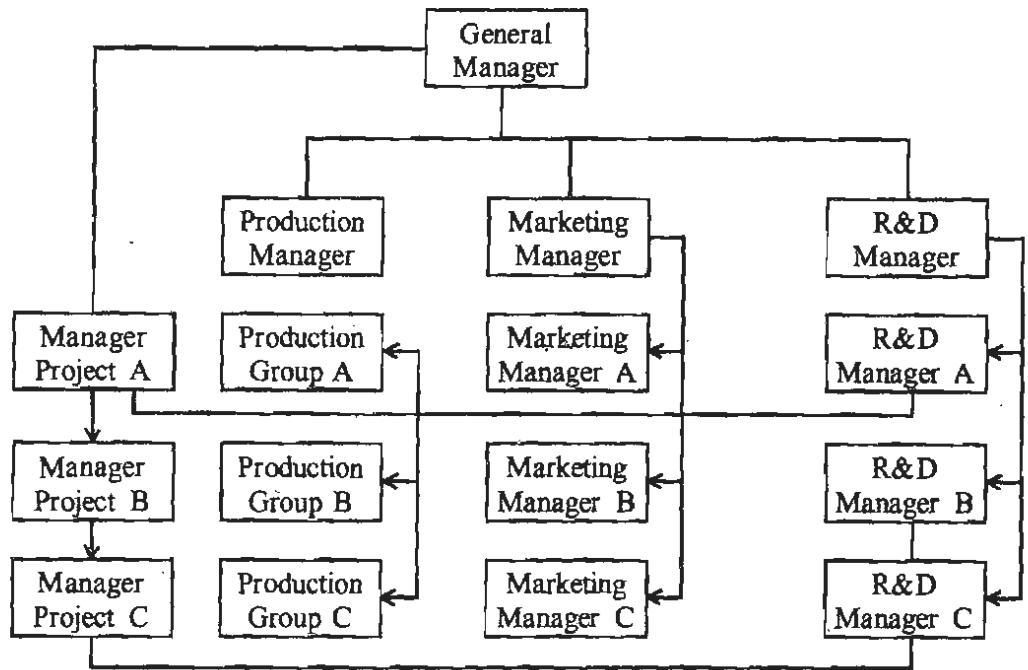 General
Manager
Production
Manager
Marketing
Manager
R&D
Manager
Manager
Project A
Production
Group A
Marketing
Manager A
R&D
Manager A
Manager
Project B
Production
Group B
Marketing
Manager B
R&D
Manager B
Manager
Project C
Production
Group C
Marketing
Manager C
R&D
Manager C